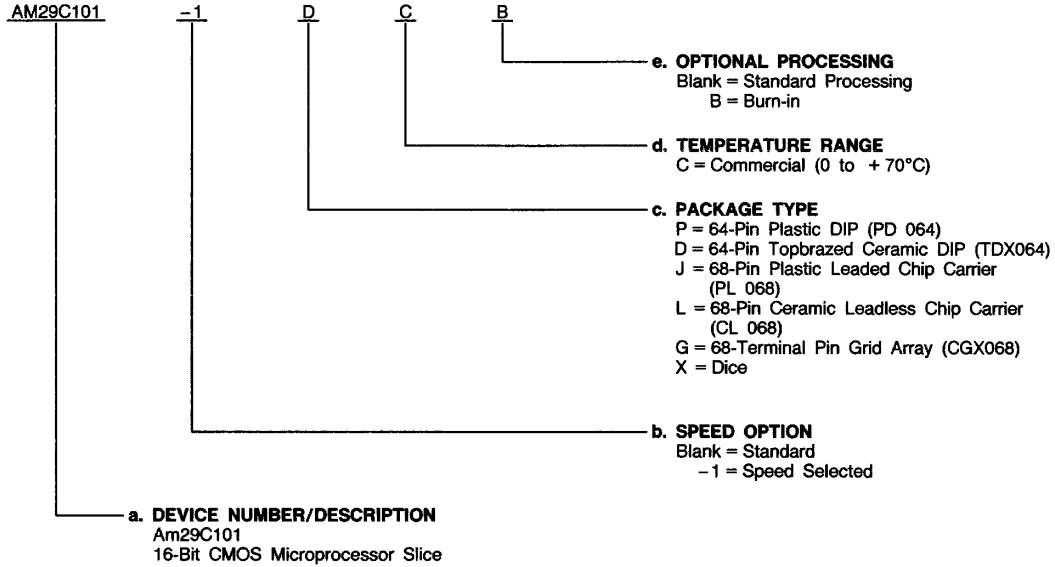 AM29C101 −1 D C B
e. OPTIONAL PROCESSING
Blank = Standard Processing
B = Burn-in
d. TEMPERATURE RANGE
C = Commercial (0 to +70°C)
c. PACKAGE TYPE
P = 64-Pin Plastic DIP (PD 064)
D = 64-Pin Topbrazed Ceramic DIP (TDX064)
J = 68-Pin Plastic Leaded Chip Carrier
(PL 068)
L = 68-Pin Ceramic Leadless Chip Carrier
(CL 068)
G = 68-Terminal Pin Grid Array (CGX068)
X = Dice
b. SPEED OPTION
Blank = Standard
−1 = Speed Selected
a. DEVICE NUMBER/DESCRIPTION
Am29C101
16-Bit CMOS Microprocessor Slice